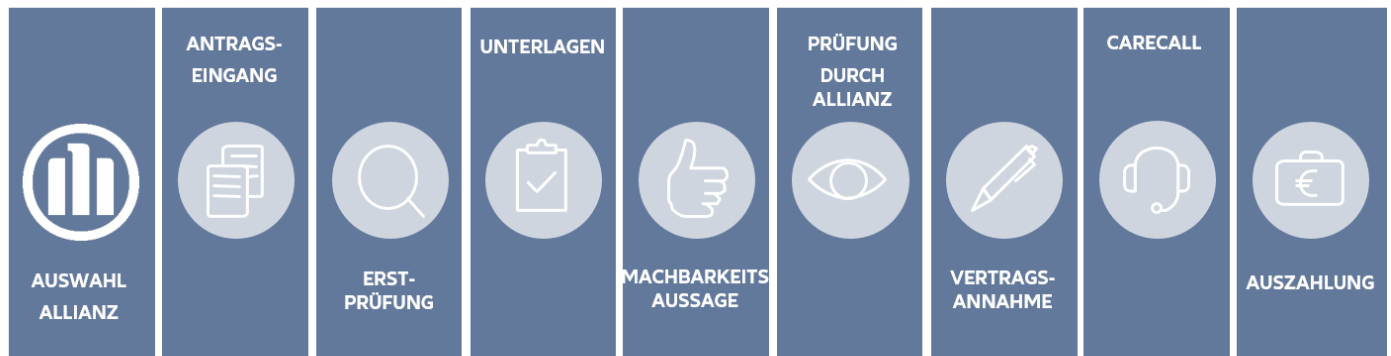 AUSWAHL
ALLIANZ
ANTRAGS-
EINGANG
ERST-
PRÜFUNG
UNTERLAGEN
MACHBARKEITS
AUSSAGE
PRÜFUNG
DURCH
ALLIANZ
VERTRAGS-
ANNAHME
CARECALL
€
AUSZAHLUNG